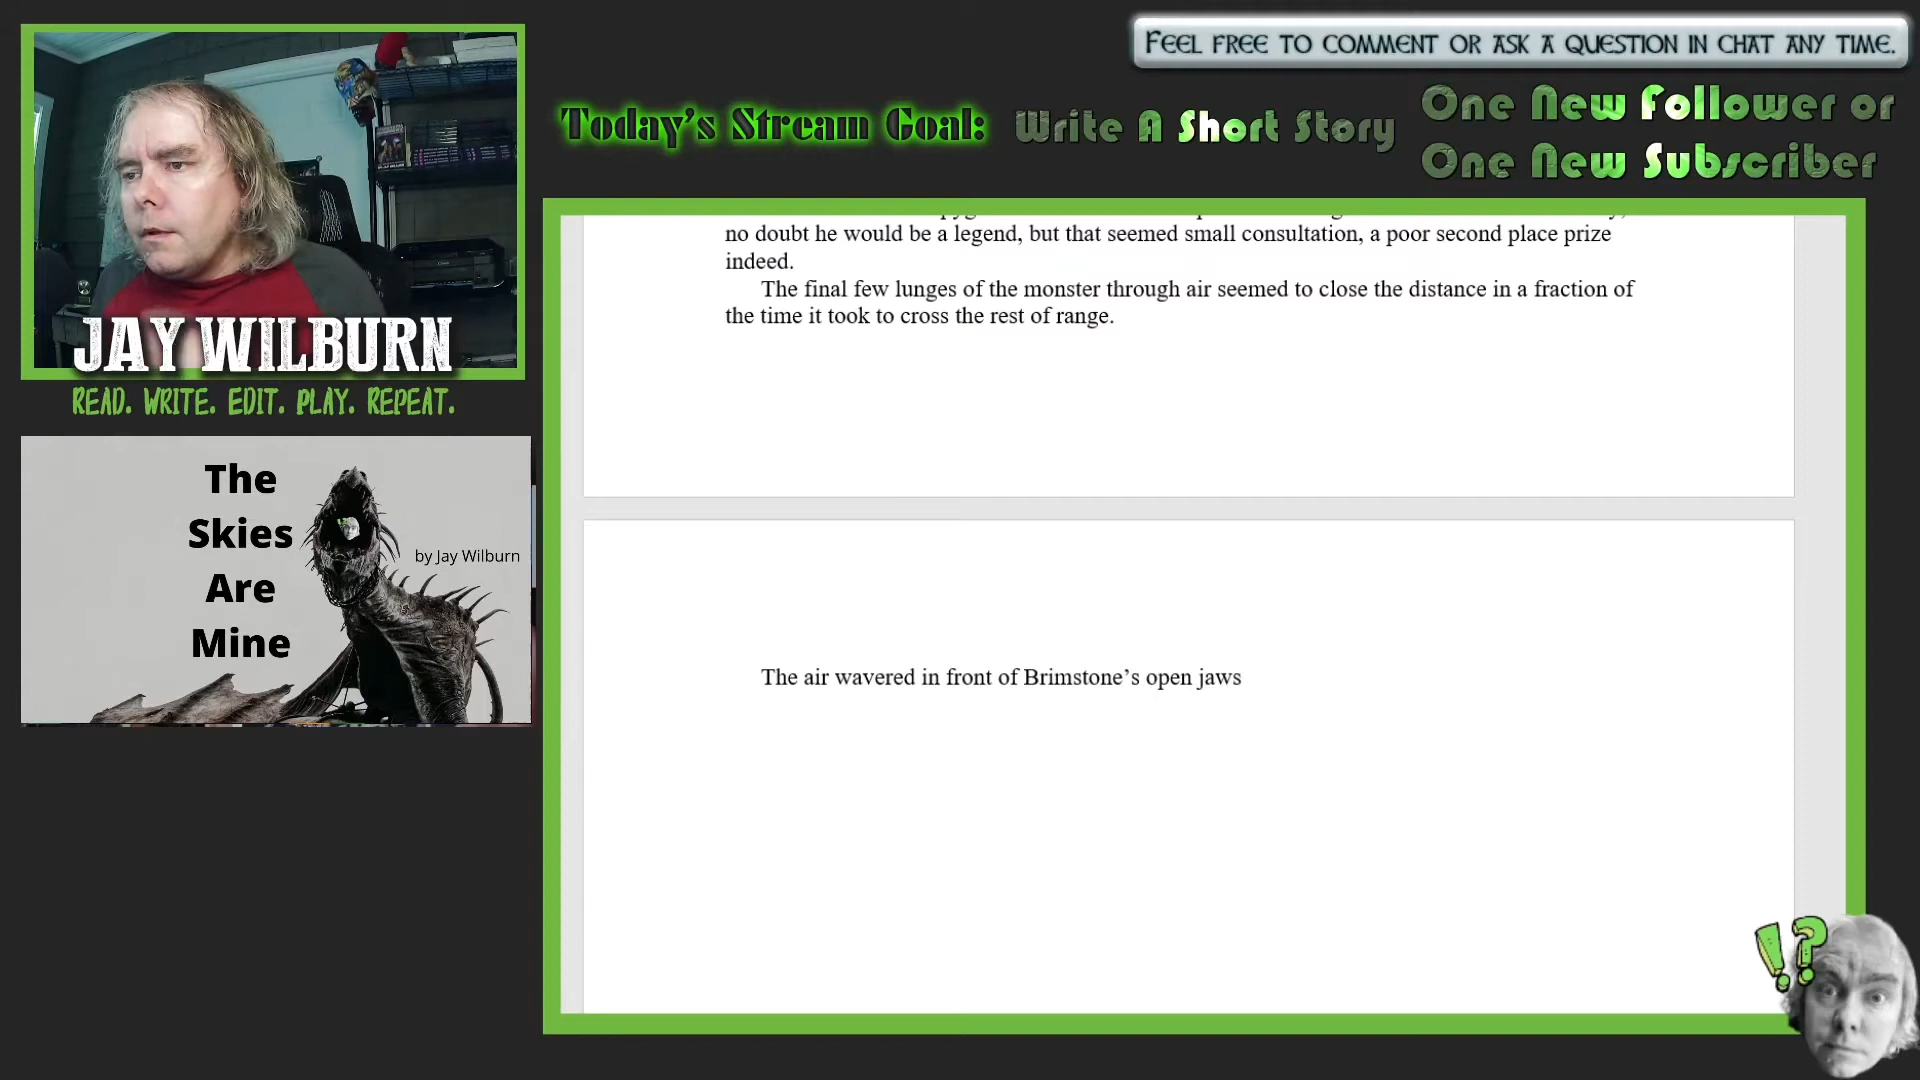 FEEL FREE TO COMMENT OR ASK A QUESTION IN CHAT ANY TIME.
Today's Stream Goal:
Write A Short Story
One New Follower or
One New Subscriber
JAY WILBURN
READ. WRITE. EDIT. PLAY. REPEAT.
The
Skies
Are
Mine
by Jay Wilburn
no doubt he would be a legend, but that seemed small consultation, a poor second place prize
indeed.
The final few lunges of the monster through air seemed to close the distance in a fraction of
the time it took to cross the rest of range.
The air wavered in front of Brimstone’s open jaws
!?